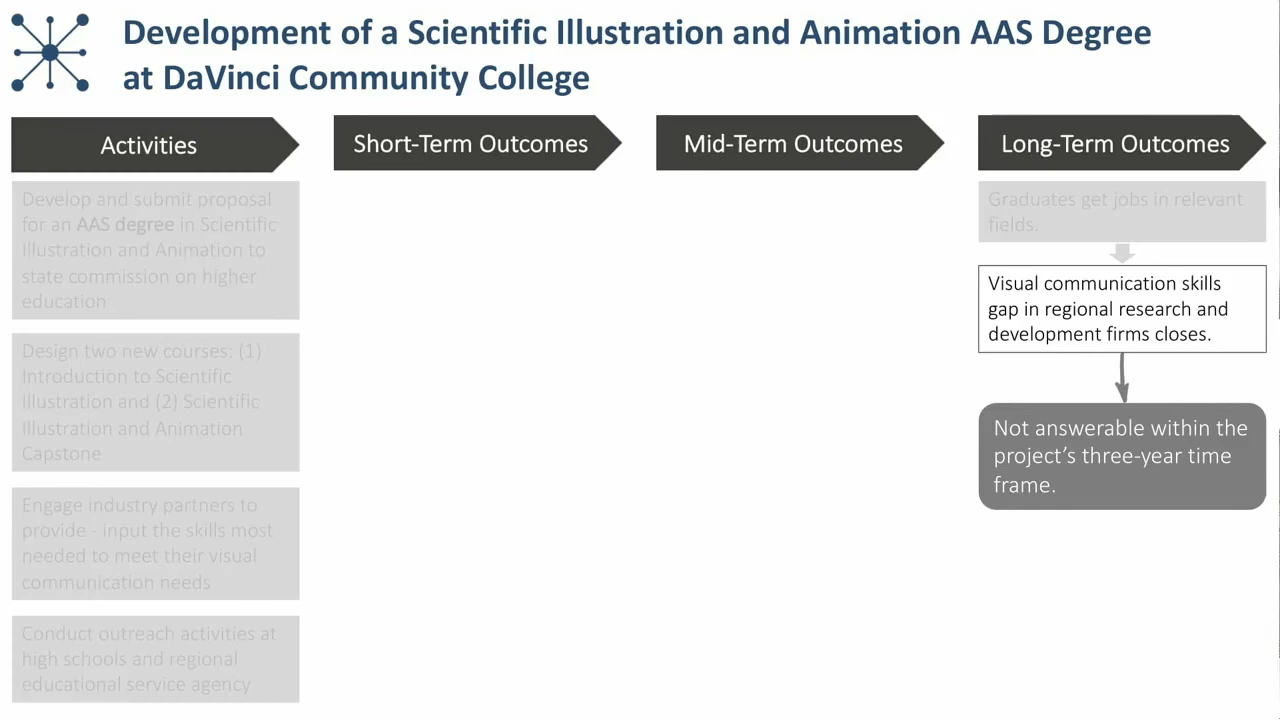 Development of a Scientific Illustration and Animation AAS Degree
at DaVinci Community College
Activities
Short-Term Outcomes
Mid-Term Outcomes
Long-Term Outcomes
Develop and submit proposal
for an AAS degree in Scientific
Illustration and Animation to
state commission on higher
education
Design two new courses: (1)
Introduction to Scientific
Illustration and (2) Scientific
Illustration and Animation
Capstone
Engage industry partners to
provide - input the skills most
needed to meet their visual
communication needs
Conduct outreach activities at
high schools and regional
educational service agency
Graduates get jobs in relevant
fields.
Visual communication skills
gap in regional research and
development firms closes.
Not answerable within the
project’s three-year time
frame.